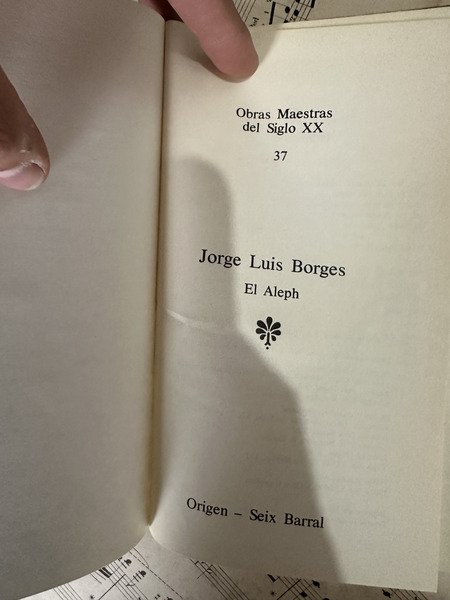 Obras Maestras
del Siglo XX
37
Jorge Luis Borges
El Aleph
Origen – Seix Barral